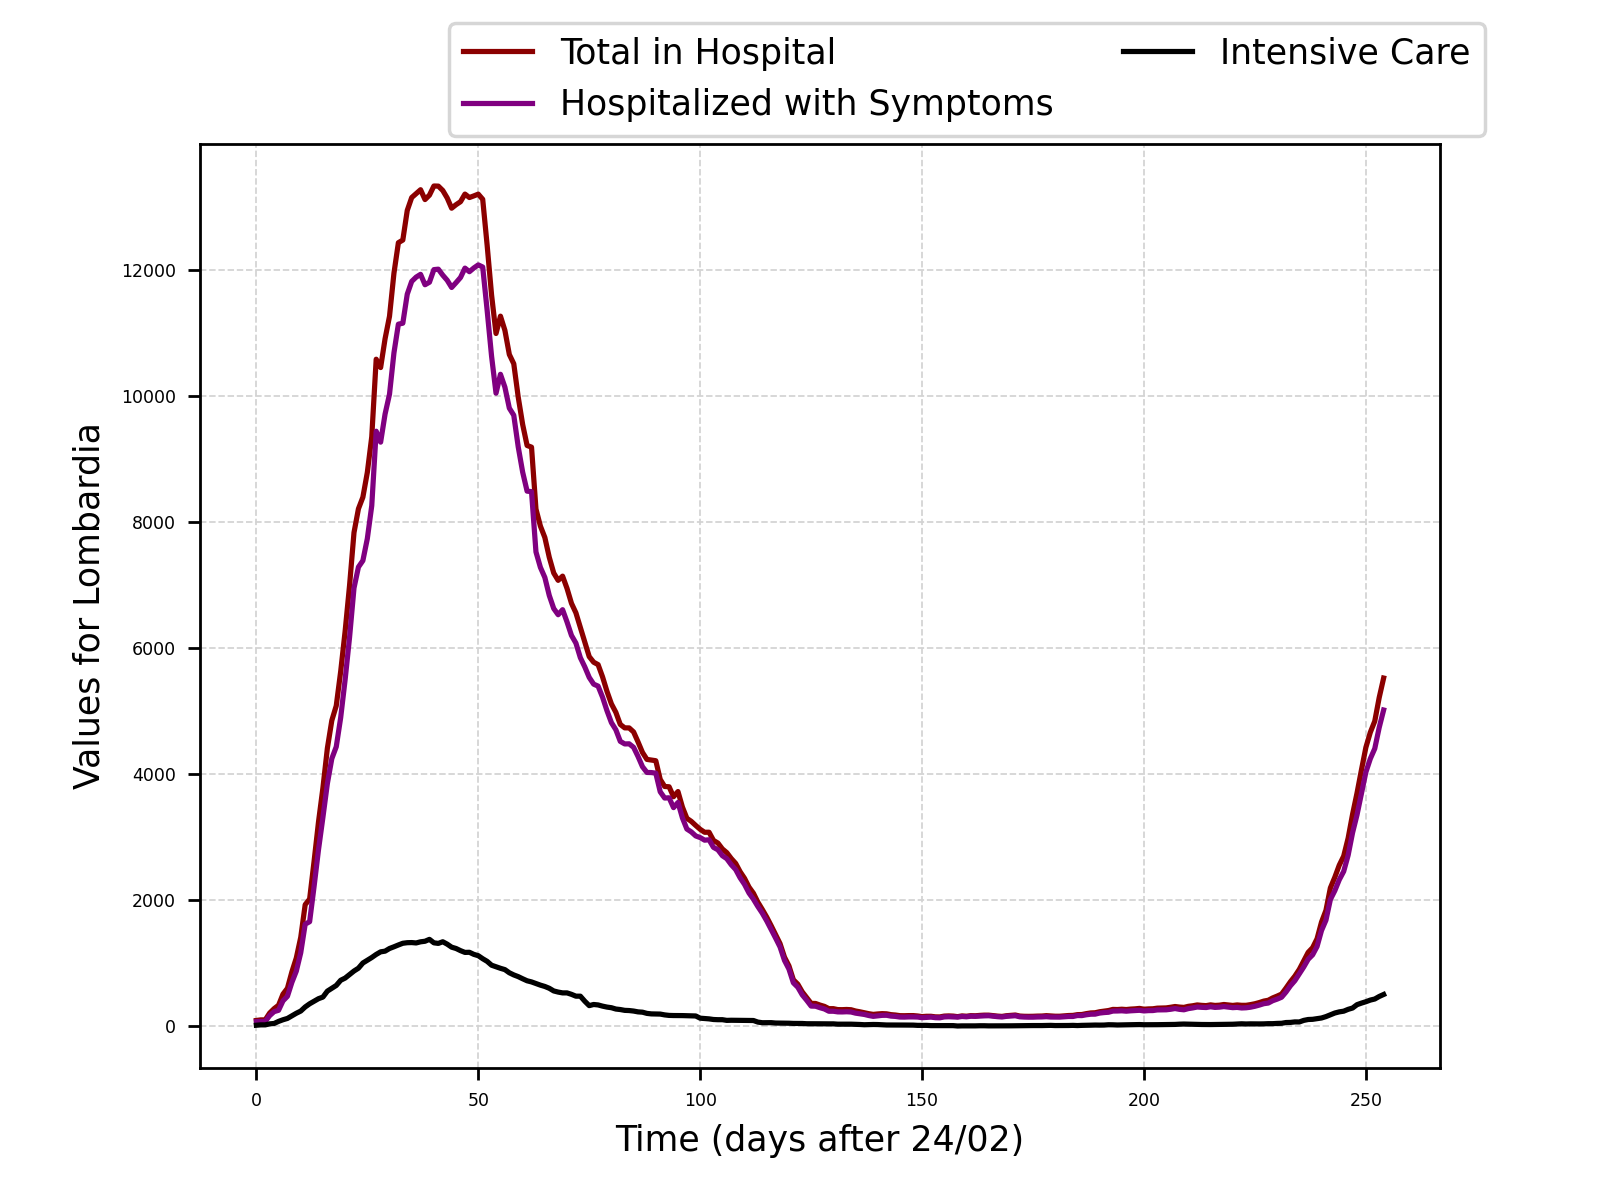 Total in Hospital
Hospitalized with Symptoms
Intensive Care
Values for Lombardia
12000
10000
8000
6000
4000
2000
0
0 50 100 150 200 250
Time (days after 24/02)